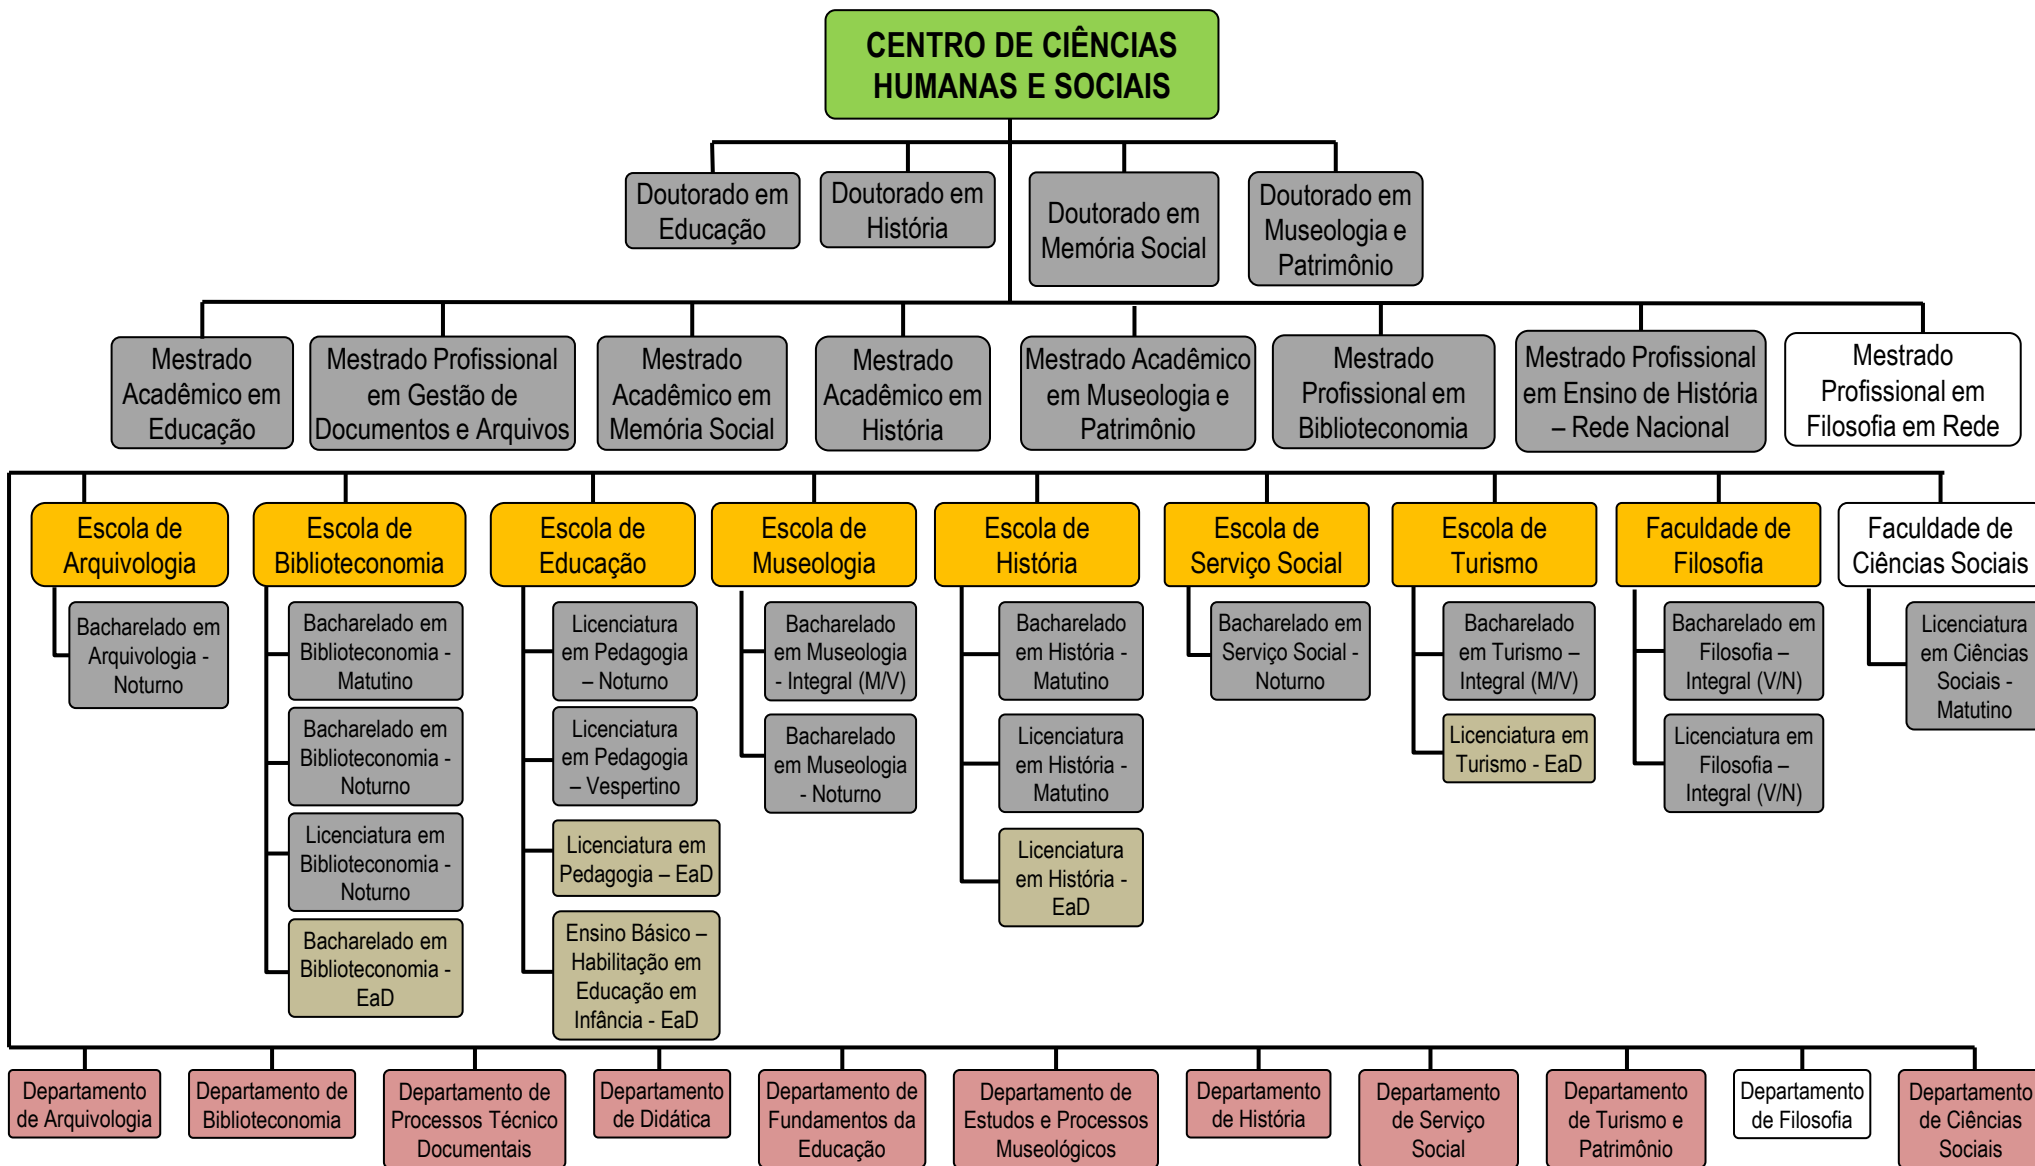 CENTRO DE CIÊNCIAS
HUMANAS E SOCIAIS
Doutorado em
Educação
Doutorado em
História
Doutorado em
Memória Social
Doutorado em
Museologia e
Patrimônio
Mestrado
Acadêmico em
Educação
Mestrado Profissional
em Gestão de
Documentos e Arquivos
Mestrado
Acadêmico em
Memória Social
Mestrado
Acadêmico em
História
Mestrado Acadêmico
em Museologia e
Patrimônio
Mestrado
Profissional em
Biblioteconomia
Mestrado Profissional
em Ensino de História
– Rede Nacional
Mestrado
Profissional em
Filosofia em Rede
Escola de
Arquivologia
Escola de
Biblioteconomia
Escola de
Educação
Escola de
Museologia
Escola de
História
Escola de
Serviço Social
Escola de
Turismo
Faculdade de
Filosofia
Faculdade de
Ciências Sociais
Bacharelado em
Arquivologia -
Noturno
Bacharelado em
Biblioteconomia -
Matutino
Bacharelado em
Biblioteconomia -
Noturno
Licenciatura em
Biblioteconomia -
Noturno
Bacharelado em
Biblioteconomia -
EaD
Licenciatura
em Pedagogia
– Noturno
Licenciatura
em Pedagogia
– Vespertino
Licenciatura em
Pedagogia – EaD
Ensino Básico –
Habilitação em
Educação em
Infância - EaD
Bacharelado
em Museologia
- Integral (M/V)
Bacharelado
em Museologia
- Noturno
Bacharelado
em História -
Matutino
Licenciatura
em História -
Matutino
Licenciatura
em História -
EaD
Bacharelado em
Serviço Social -
Noturno
Bacharelado
em Turismo –
Integral (M/V)
Licenciatura em
Turismo - EaD
Bacharelado em
Filosofia –
Integral (V/N)
Licenciatura em
Filosofia –
Integral (V/N)
Licenciatura
em Ciências
Sociais -
Matutino
Departamento
de Arquivologia
Departamento de
Biblioteconomia
Departamento de
Processos Técnico
Documentais
Departamento
de Didática
Departamento de
Fundamentos da
Educação
Departamento de
Estudos e Processos
Museológicos
Departamento
de História
Departamento
de Serviço
Social
Departamento
de Turismo e
Patrimônio
Departamento
de Filosofia
Departamento
de Ciências
Sociais